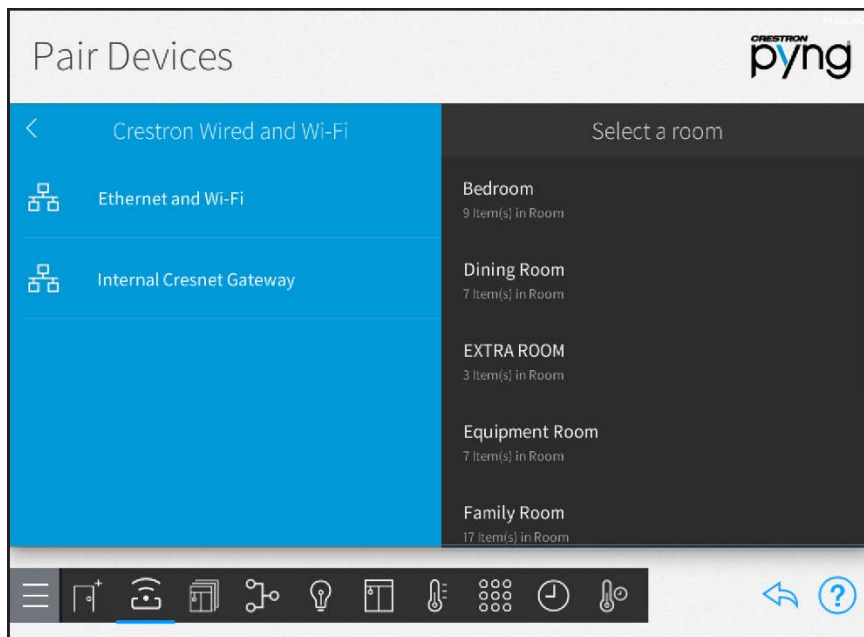 Pair Devices
CRESTRON
pyng
Crestron Wired and Wi-Fi
Select a room
Ethernet and Wi-Fi
Internal Cresnet Gateway
Bedroom
9 Item(s) in Room
Dining Room
7 Item(s) in Room
EXTRA ROOM
3 Item(s) in Room
Equipment Room
7 Item(s) in Room
Family Room
17 Item(s) in Room
?